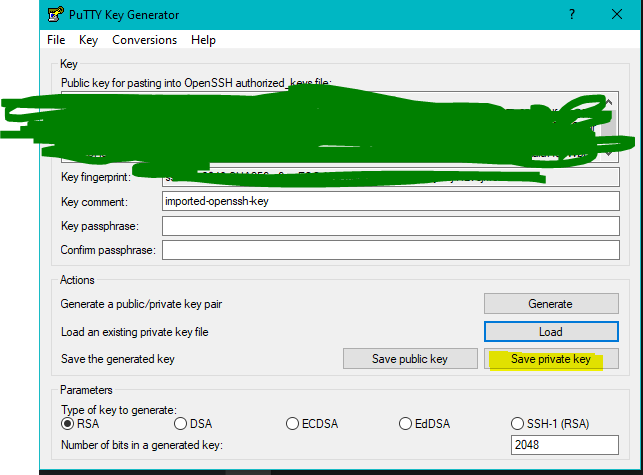 PuTTY Key Generator
File Key Conversions Help
Key
Public key for pasting into OpenSSH authorized_keys file:
Key fingerprint:
Key comment: imported-openssh-key
Key passphrase:
Confirm passphrase:
Actions
Generate a public/private key pair Generate
Load an existing private key file Load
Save the generated key Save public key Save private key
Parameters
Type of key to generate:
RSA DSA ECDSA EdDSA SSH-1 (RSA)
Number of bits in a generated key: 2048